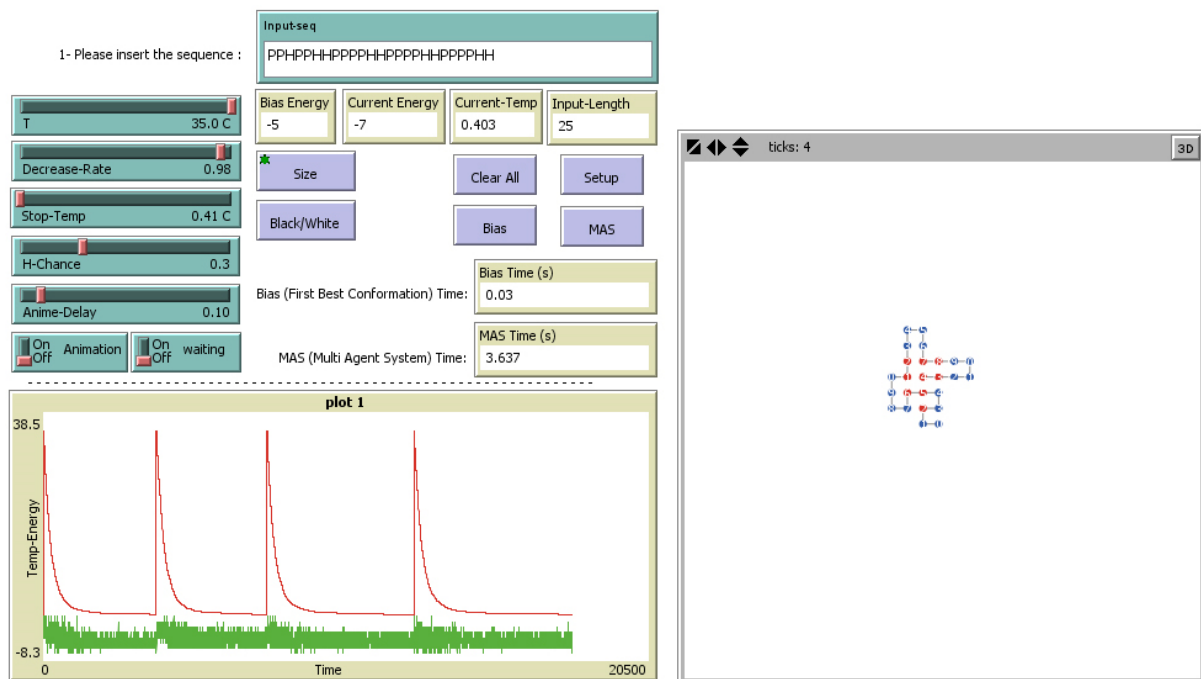 Input-seq
1- Please insert the sequence :
PPHPPHHPPPPHHPPPPHHPPPPHH
T 35.0 C
Decrease-Rate 0.98
Stop-Temp 0.41 C
H-Chance 0.3
Anime-Delay 0.10
On
Off
Animation
On
Off
waiting
Bias Energy
-5
Current Energy
-7
Current-Temp
0.403
Input-Length
25
Size
Clear All
Setup
Black/White
Bias
MAS
Bias (First Best Conformation) Time:
Bias Time (s)
0.03
MAS (Multi Agent System) Time:
MAS Time (s)
3.637
plot 1
38.5
Temp-Energy
-8.3
0
Time
20500
ticks: 4
3D